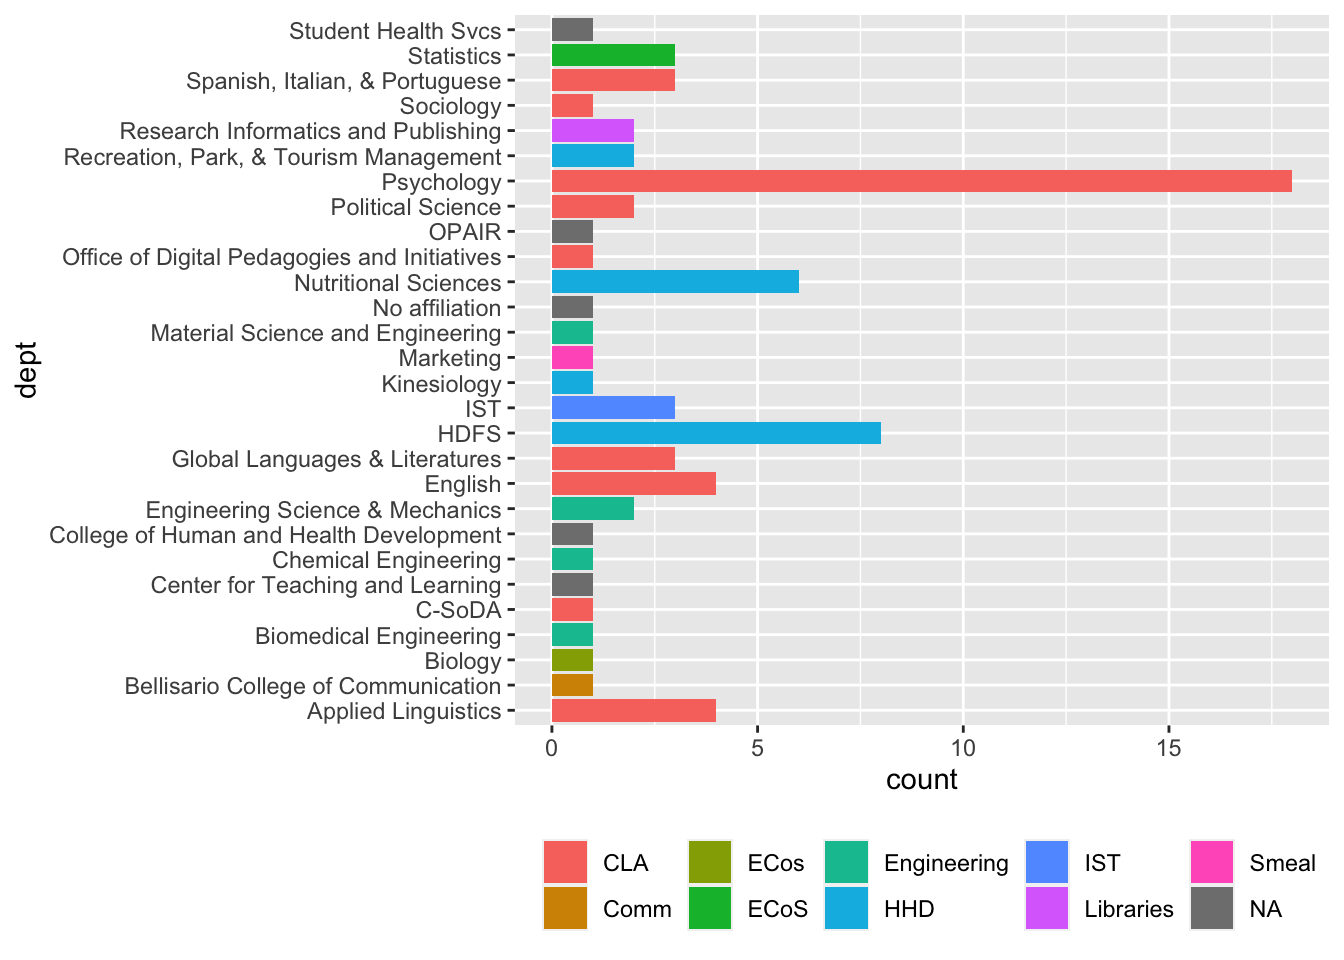 Student Health Svcs
Statistics
Spanish, Italian, & Portuguese
Sociology
Research Informatics and Publishing
Recreation, Park, & Tourism Management
Psychology
Political Science
OPAIR
Office of Digital Pedagogies and Initiatives
Nutritional Sciences
No affiliation
Material Science and Engineering
Marketing
Kinesiology
IST
HDFS
Global Languages & Literatures
English
Engineering Science & Mechanics
College of Human and Health Development
Chemical Engineering
Center for Teaching and Learning
C-SoDA
Biomedical Engineering
Biology
Bellisario College of Communication
Applied Linguistics
dept
0 5 10 15
count
CLA ECos Engineering IST Smeal
Comm ECoS HHD Libraries NA